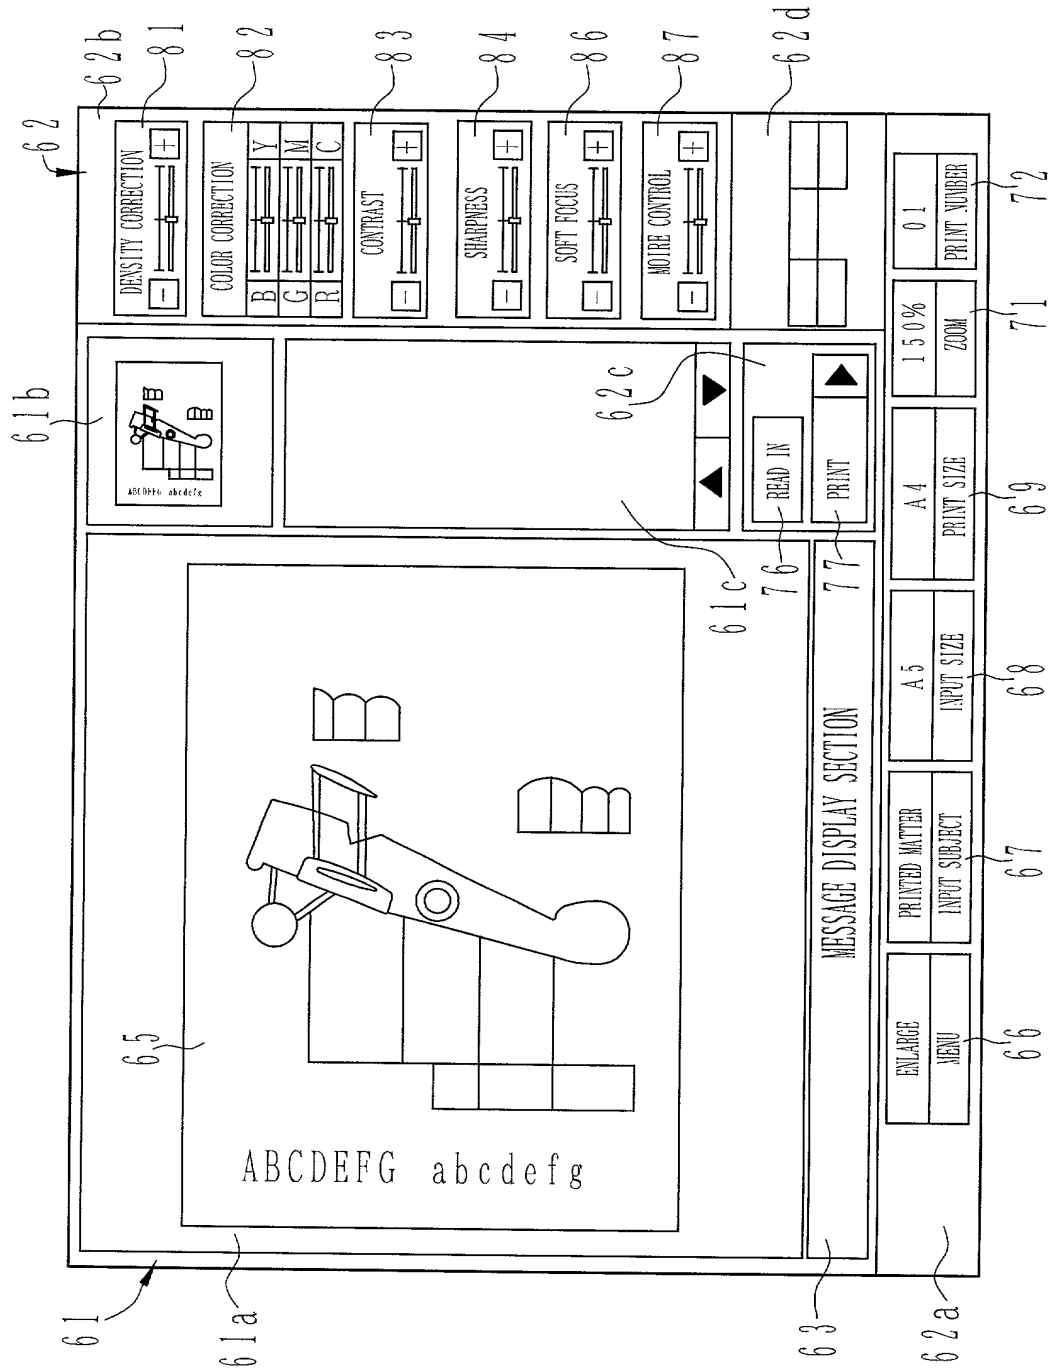 61
61a
65
61b
62
62b
81
82
83
84
86
87
62d
DENSITY CORRECTION
− +
COLOR CORRECTION
B Y
G M
R C
CONTRAST
− +
SHARPNESS
− +
SOFT FOCUS
− +
MOIRE CONTROL
− +
ABCDEFG abcdefg
ABCDEFG abcdefg
61c
62c
76
READ IN
77
PRINT
MESSAGE DISPLAY SECTION
63
62a
ENLARGE
MENU
PRINTED MATTER
INPUT SUBJECT
A5
INPUT SIZE
A4
PRINT SIZE
150%
ZOOM
01
PRINT NUMBER
66
67
68
69
71
72